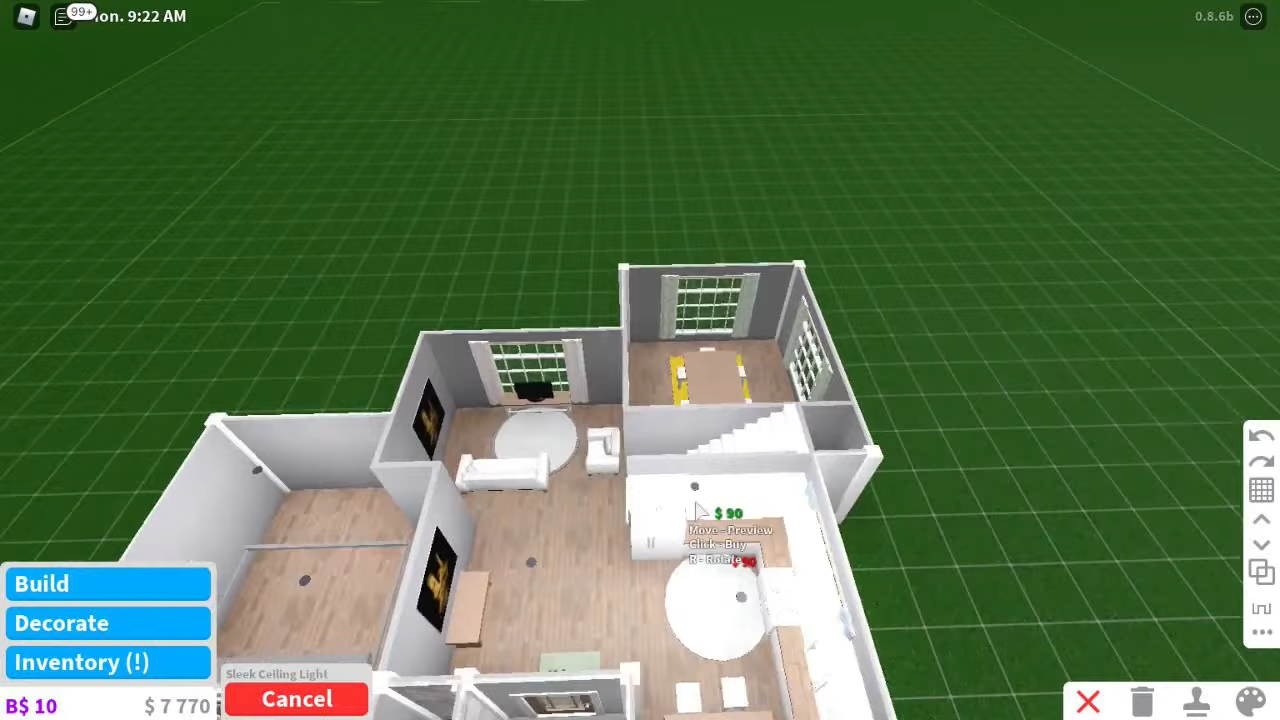 99+
on. 9:22 AM
0.8.6b
$ 90
Move - Preview
Click - Buy
R - Rotate
Build
Decorate
Inventory (!)
Sleek Ceiling Light
Cancel
B$ 10
$ 7 770